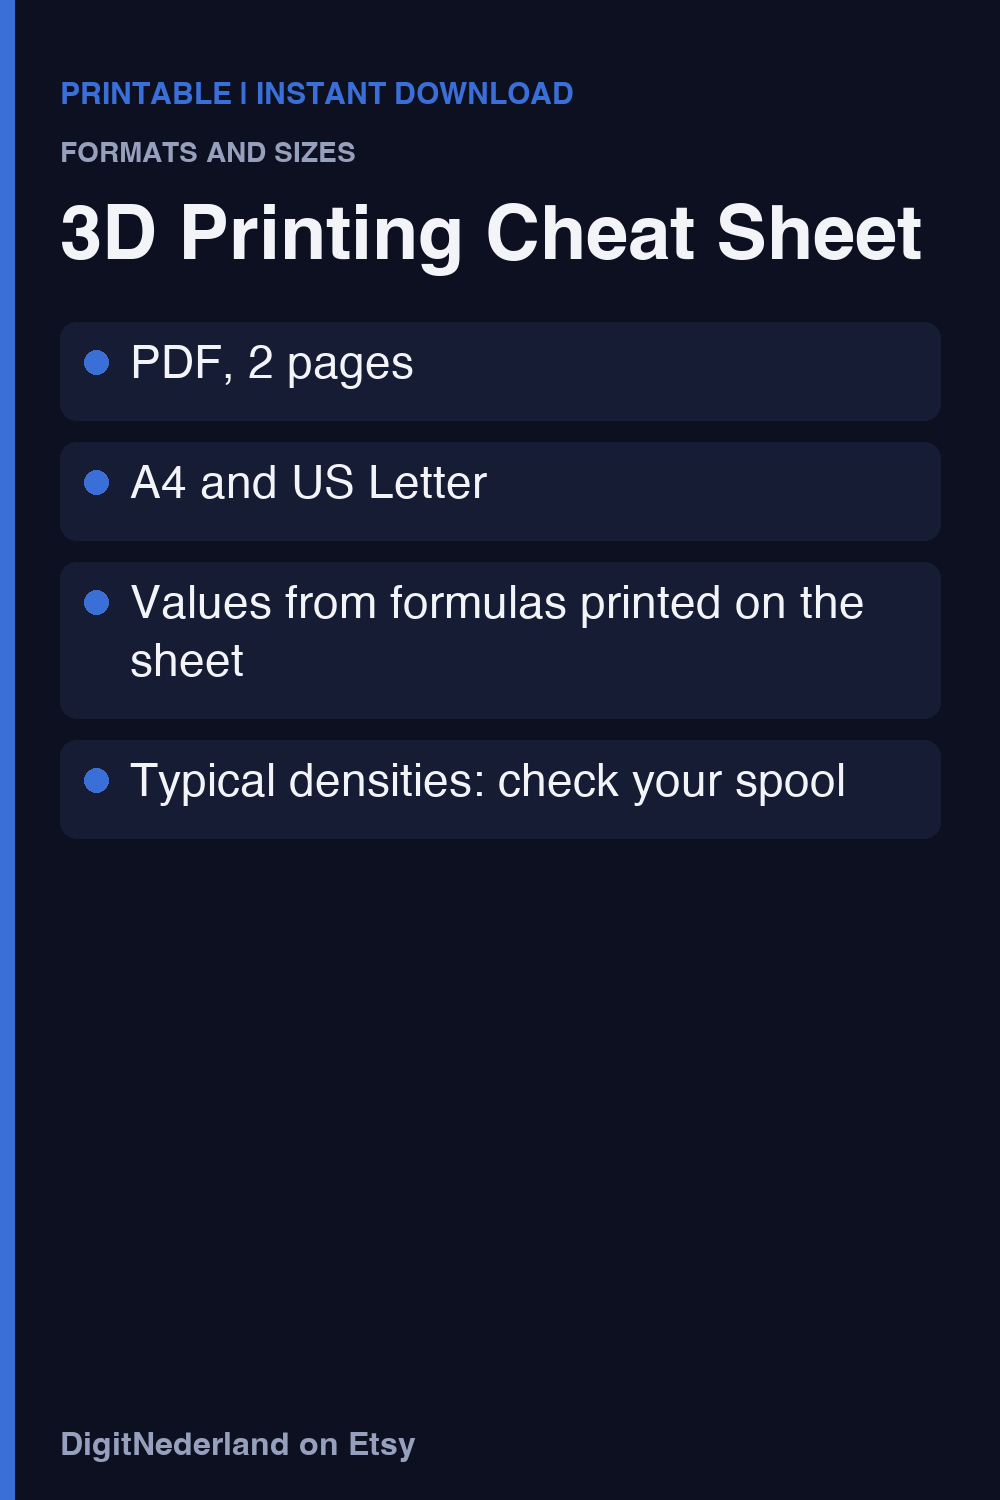 PRINTABLE | INSTANT DOWNLOAD
FORMATS AND SIZES
3D Printing Cheat Sheet
PDF, 2 pages
A4 and US Letter
Values from formulas printed on the
sheet
Typical densities: check your spool
DigitNederland on Etsy